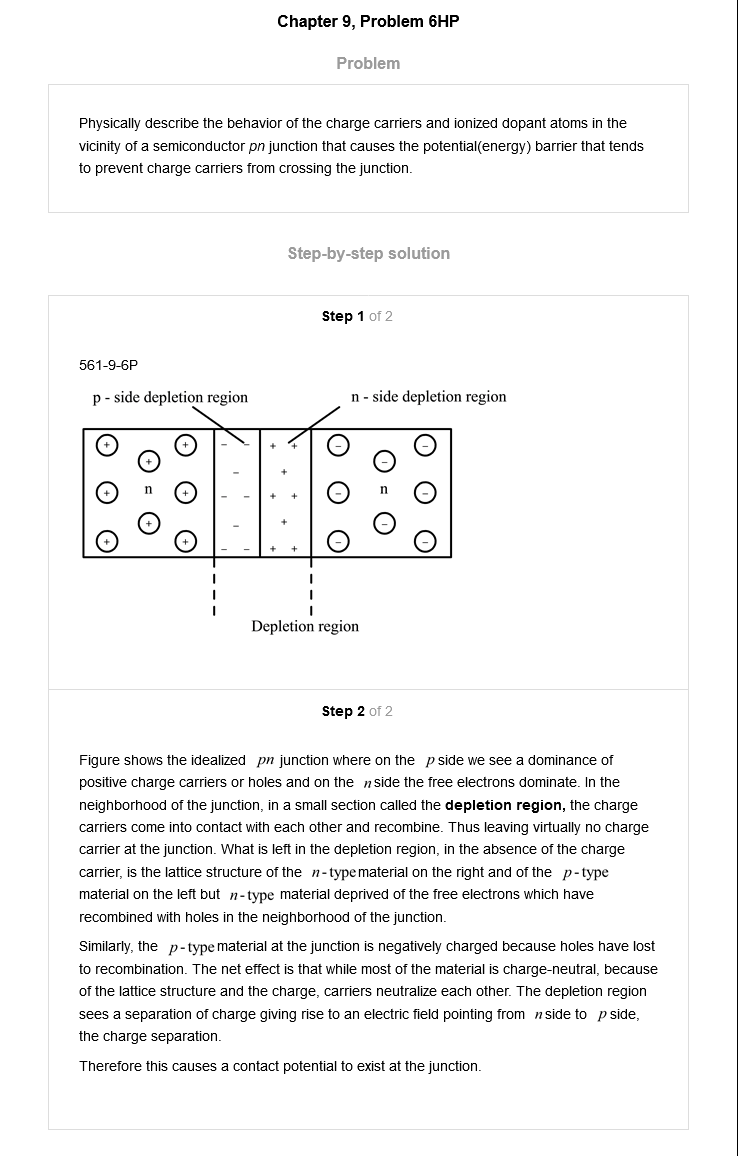 Chapter 9, Problem 6HP
Problem
Physically describe the behavior of the charge carriers and ionized dopant atoms in the
vicinity of a semiconductor pn junction that causes the potential(energy) barrier that tends
to prevent charge carriers from crossing the junction.
Step-by-step solution
Step 1 of 2
561-9-6P
p - side depletion region
n - side depletion region
+ + − − + + − −
+ − + −
+ n + − − + + − n −
+ − + −
+ + − − + + − −
Depletion region
Step 2 of 2
Figure shows the idealized pn junction where on the p side we see a dominance of
positive charge carriers or holes and on the n side the free electrons dominate. In the
neighborhood of the junction, in a small section called the depletion region, the charge
carriers come into contact with each other and recombine. Thus leaving virtually no charge
carrier at the junction. What is left in the depletion region, in the absence of the charge
carrier, is the lattice structure of the n-type material on the right and of the p-type
material on the left but n-type material deprived of the free electrons which have
recombined with holes in the neighborhood of the junction.
Similarly, the p-type material at the junction is negatively charged because holes have lost
to recombination. The net effect is that while most of the material is charge-neutral, because
of the lattice structure and the charge, carriers neutralize each other. The depletion region
sees a separation of charge giving rise to an electric field pointing from n side to p side,
the charge separation.
Therefore this causes a contact potential to exist at the junction.